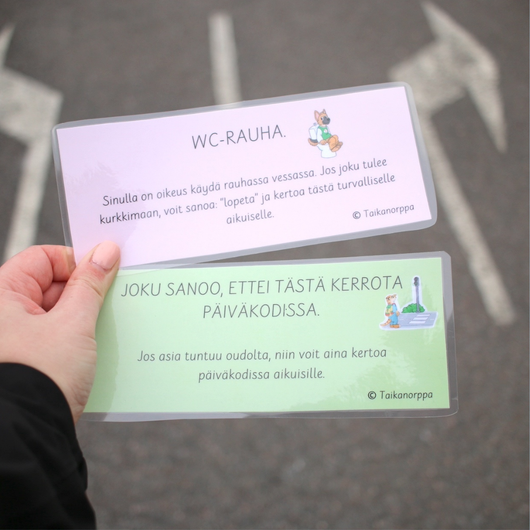 WC-RAUHA.
Sinulla on oikeus käydä rauhassa vessassa. Jos joku tulee
kurkkimaan, voit sanoa: "lopeta" ja kertoa tästä turvalliselle
aikuiselle.
© Taikanorppa
JOKU SANOO, ETTEI TÄSTÄ KERROTA
PÄIVÄKODISSA.
Jos asia tuntuu oudolta, niin voit aina kertoa
päiväkodissa aikuisille.
© Taikanorppa